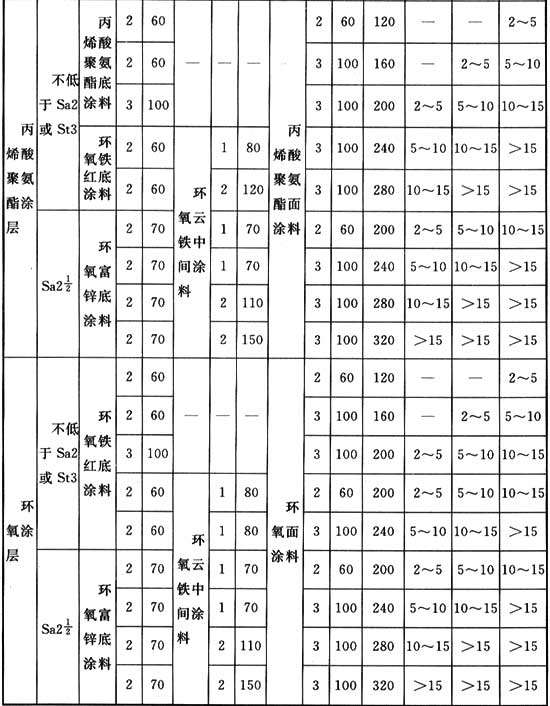 丙
烯酸
聚氨
酯涂
层
不低
于 Sa2
或 St3
丙
烯酸
聚氨
酯底
涂料
丙
烯酸
聚氨
酯面
涂料
2 60 — — — 2 60 120 — — 2～5
2 60 3 100 160 — 2～5 5～10
3 100 3 100 200 2～5 5～10 10～15
环
氧铁
红底
涂料
环
氧云
铁中
间涂
料
2 60 1 80 3 100 240 5～10 10～15 >15
2 60 2 120 3 100 280 10～15 >15 >15
Sa2½
环
氧富
锌底
涂料
2 70 1 70 2 60 200 2～5 5～10 10～15
2 70 1 70 3 100 240 5～10 10～15 >15
2 70 2 110 3 100 280 10～15 >15 >15
2 70 2 150 3 100 320 >15 >15 >15
环
氧涂
层
不低
于 Sa2
或 St3
环
氧铁
红底
涂料
环
氧面
涂料
2 60 2 60 120 — — 2～5
2 60 — — — 3 100 160 — 2～5 5～10
3 100 3 100 200 2～5 5～10 10～15
环
氧云
铁中
间涂
料
2 60 1 80 2 60 200 2～5 5～10 10～15
2 60 1 80 3 100 240 5～10 10～15 >15
Sa2½
环
氧富
锌底
涂料
2 70 1 70 2 60 200 2～5 5～10 10～15
2 70 1 70 3 100 240 5～10 10～15 >15
2 70 2 110 3 100 280 10～15 >15 >15
2 70 2 150 3 100 320 >15 >15 >15